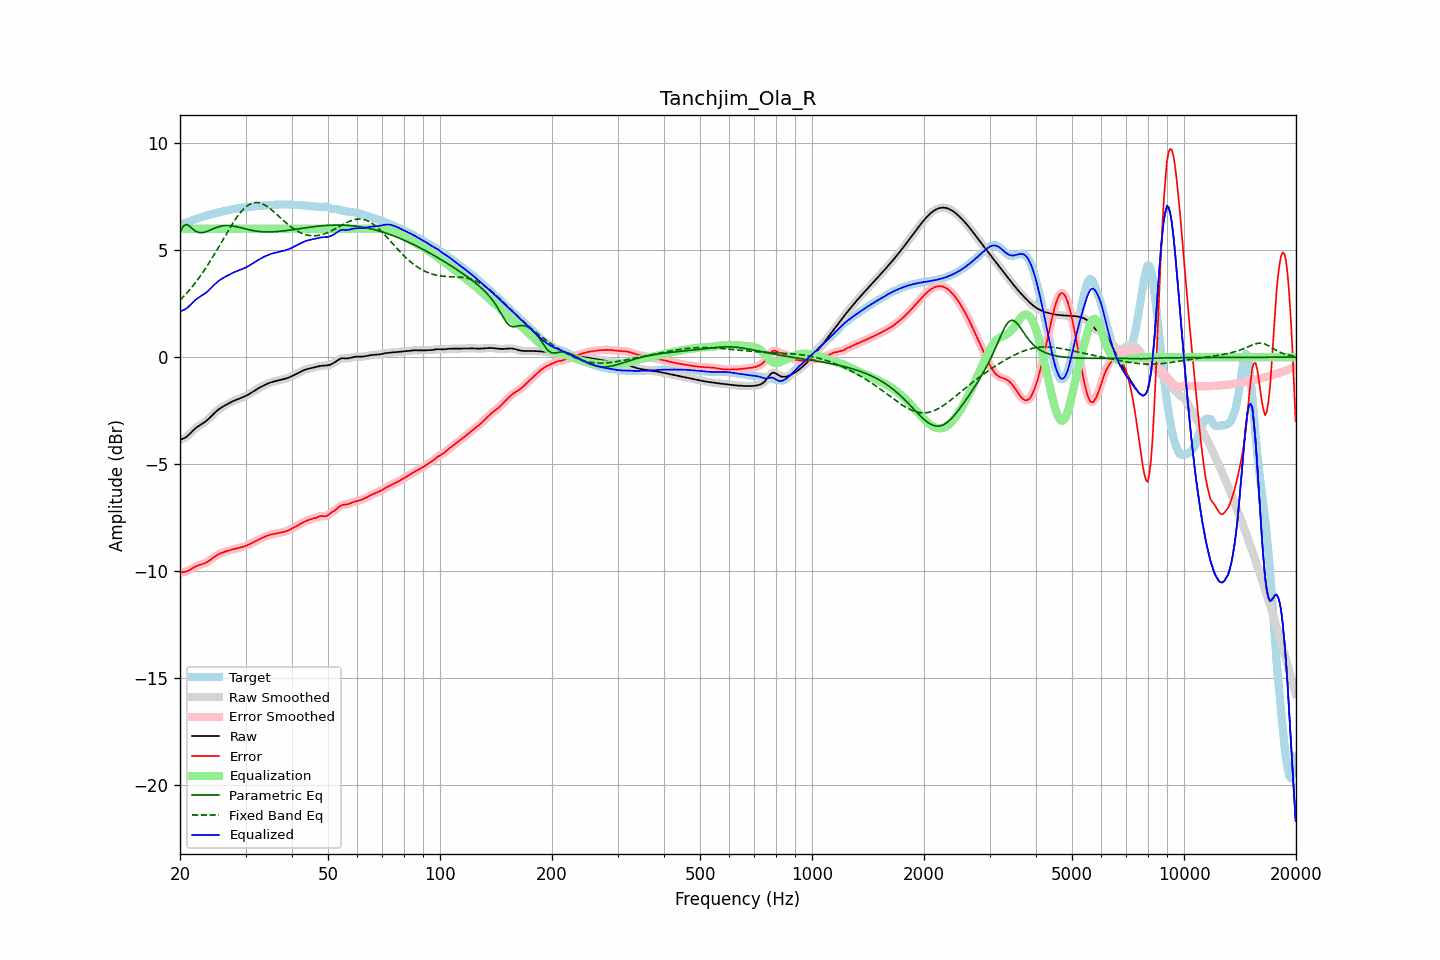 Tanchjim_Ola_R
Amplitude (dBr)
10
5
0
−5
−10
−15
−20
Target
Raw Smoothed
Error Smoothed
Raw
Error
Equalization
Parametric Eq
Fixed Band Eq
Equalized
20 50 100 200 500 1000 2000 5000 10000 20000
Frequency (Hz)